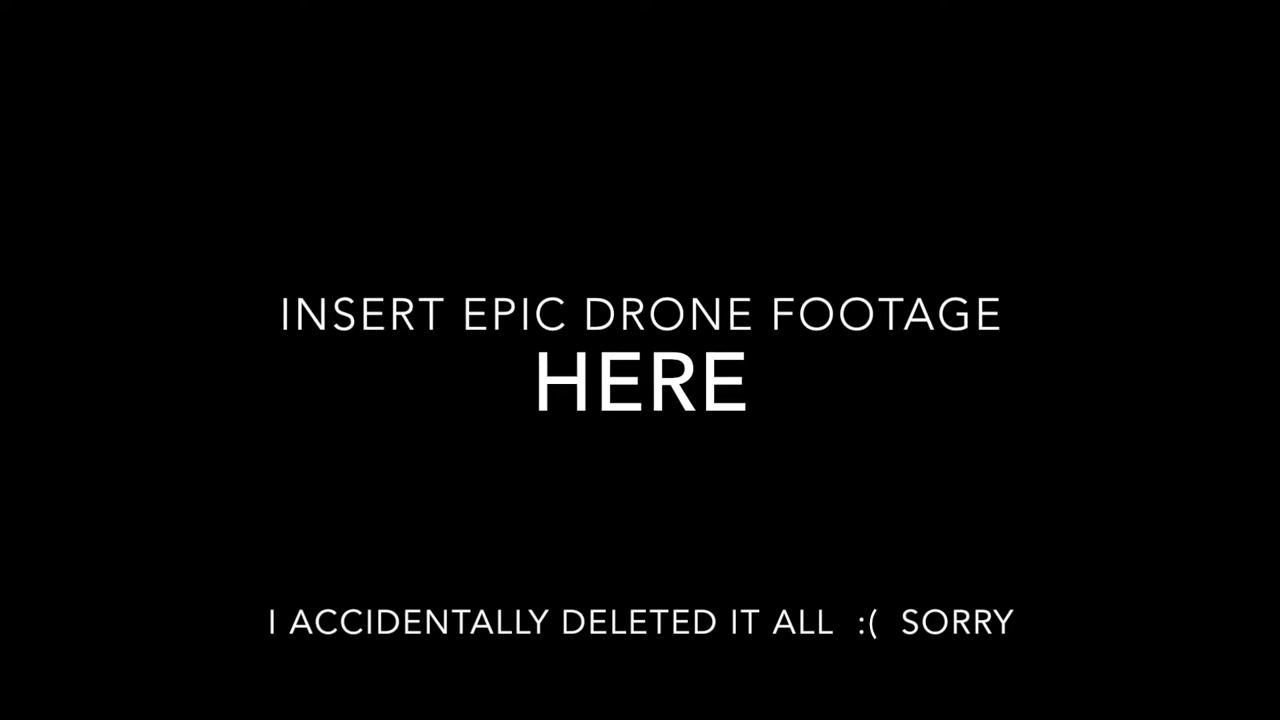 INSERT EPIC DRONE FOOTAGE
HERE
I ACCIDENTALLY DELETED IT ALL :( SORRY